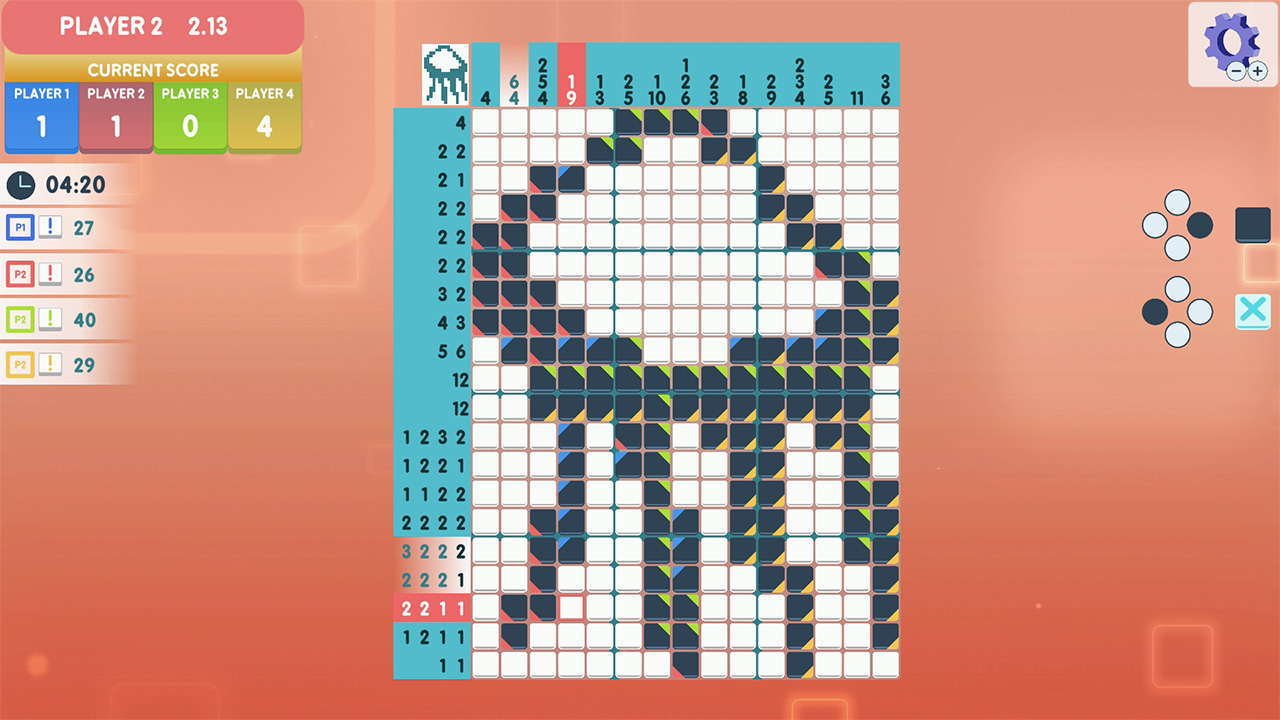 PLAYER 2 2.13
CURRENT SCORE
PLAYER 1 PLAYER 2 PLAYER 3 PLAYER 4
1 1 0 4
04:20
P1 ! 27
P2 ! 26
P2 ! 40
P2 ! 29
2 1 2
6 5 1 1 2 1 2 2 1 2 3 2 3
4 4 4 9 3 5 10 6 3 8 9 4 5 11 6
4
2 2
2 1
2 2
2 2
2 2
3 2
4 3
5 6
12
12
1 2 3 2
1 2 2 1
1 1 2 2
2 2 2 2
3 2 2 2
2 2 2 1
2 2 1 1
1 2 1 1
1 1